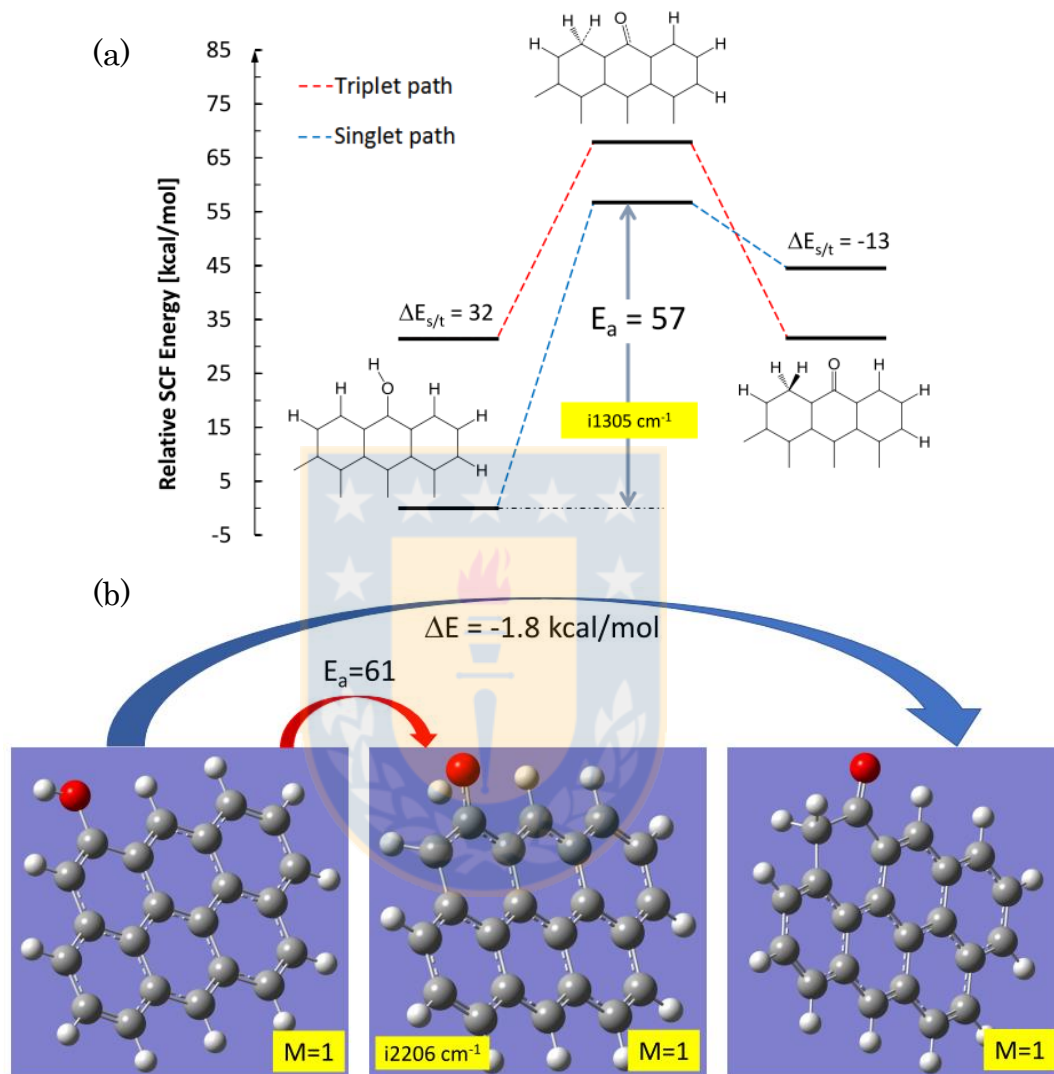 (a)
85
75
65
55
45
35
25
15
5
-5
Relative SCF Energy [kcal/mol]
Triplet path
Singlet path
H H O H H H
ΔEs/t = 32
Ea = 57
i1305 cm-1
ΔEs/t = -13
H
O
H H H H H
H H O H H H H
(b)
ΔE = -1.8 kcal/mol
Ea=61
M=1
i2206 cm-1
M=1
M=1